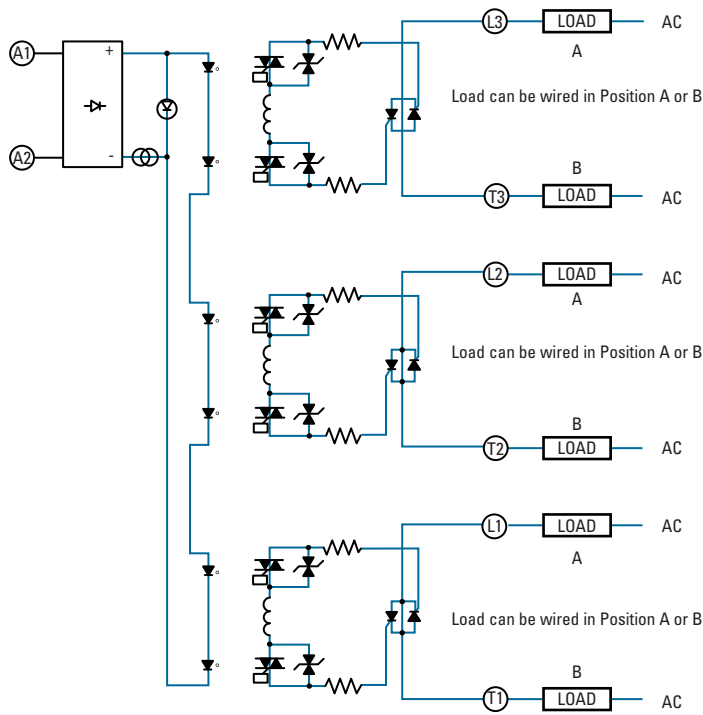 L3 LOAD AC
A1 +
A
Load can be wired in Position A or B
A2 -
B
T3 LOAD AC
L2 LOAD AC
A
Load can be wired in Position A or B
B
T2 LOAD AC
L1 LOAD AC
A
Load can be wired in Position A or B
B
T1 LOAD AC